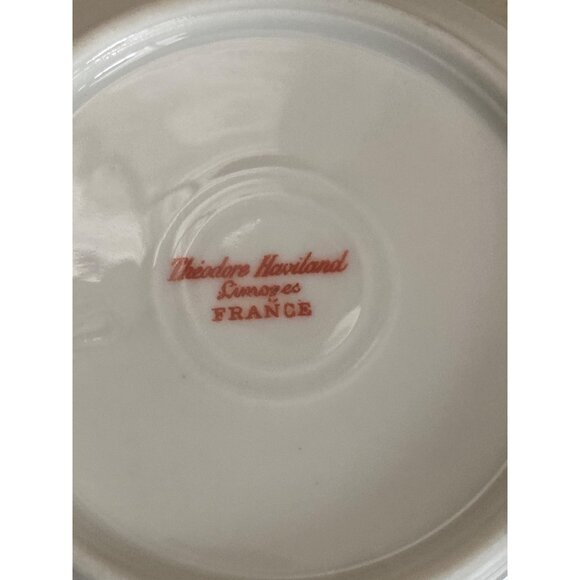 Théodore Haviland
Limoges
FRANCE